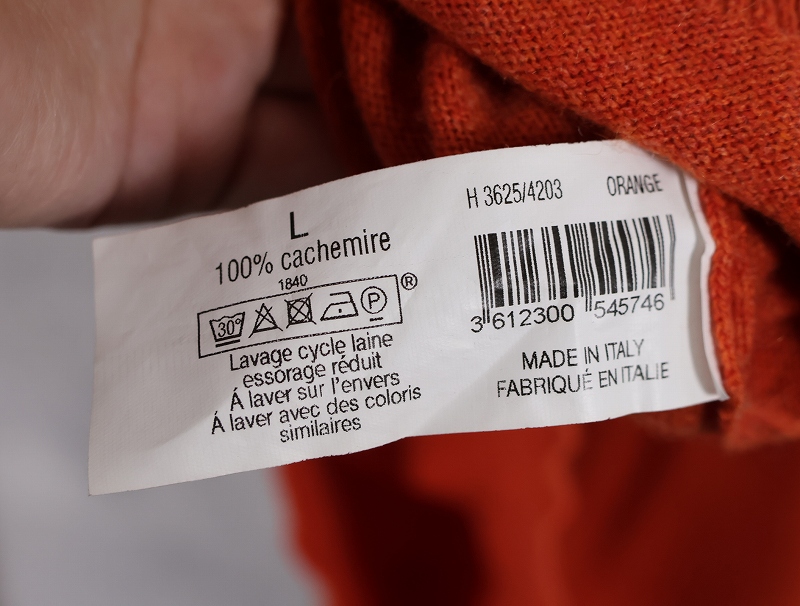 L
100% cachemire
1840
30°
P
®
Lavage cycle laine
essorage réduit
Á laver sur l'envers
Á laver avec des coloris
similaires
H 3625/4203 ORANGE
3 612300 545746
MADE IN ITALY
FABRIQUÉ EN ITALIE